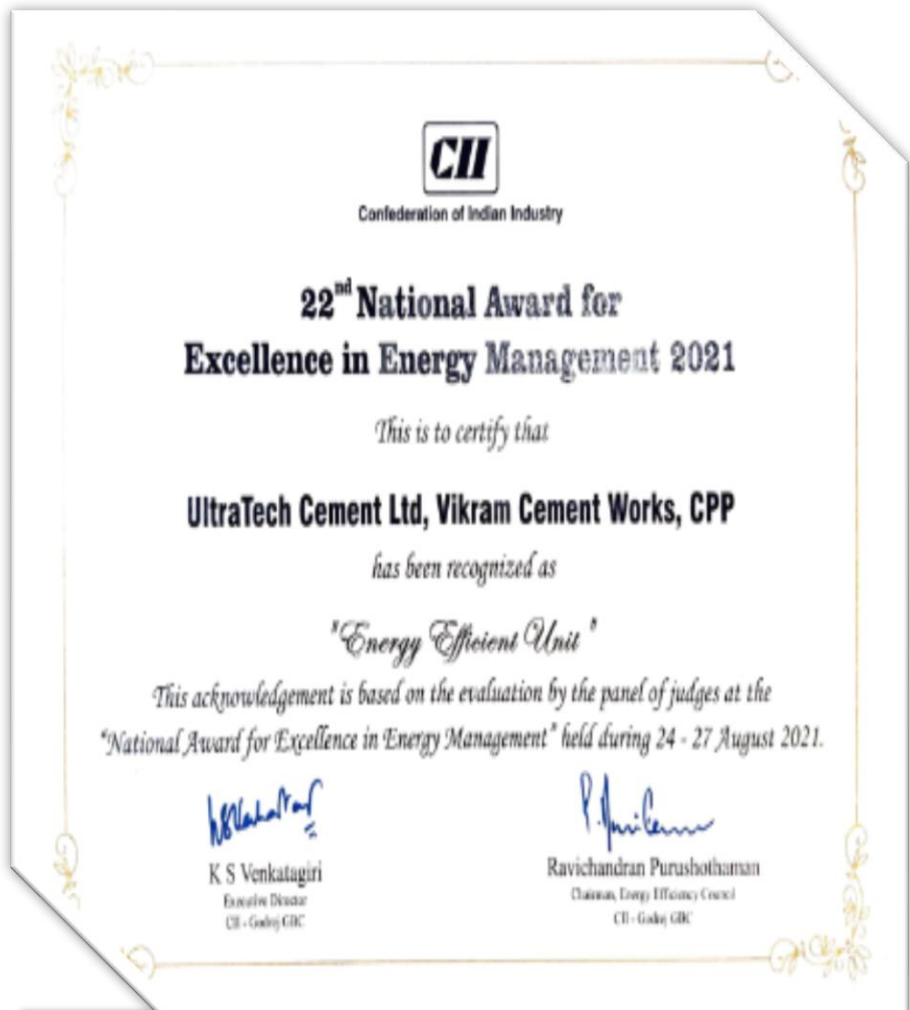 CII
Confederation of Indian Industry
22nd National Award for
Excellence in Energy Management 2021
This is to certify that
UltraTech Cement Ltd, Vikram Cement Works, CPP
has been recognized as
"Energy Efficient Unit"
This acknowledgement is based on the evaluation by the panel of judges at the
"National Award for Excellence in Energy Management" held during 24 - 27 August 2021.
K S Venkatagiri
Executive Director
CII - Godrej GBC
Ravichandran Purushothaman
Chairman, Energy Efficiency Council
CII - Godrej GBC